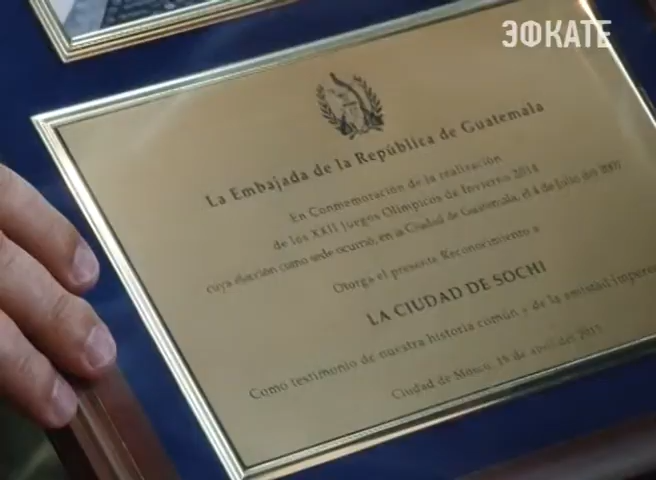 ЭФКАТЕ
La Embajada de la República de Guatemala
En Conmemoración de la realización
de los XXII Juegos Olímpicos de Invierno 2014
cuya elección como sede ocurrió, en la Ciudad de Guatemala, el 4 de Julio del 2007
Otorga el presente Reconocimiento a
LA CIUDAD DE SOCHI
Como testimonio de nuestra historia común y de la amistad
Ciudad de Moscú, 19 de abril del